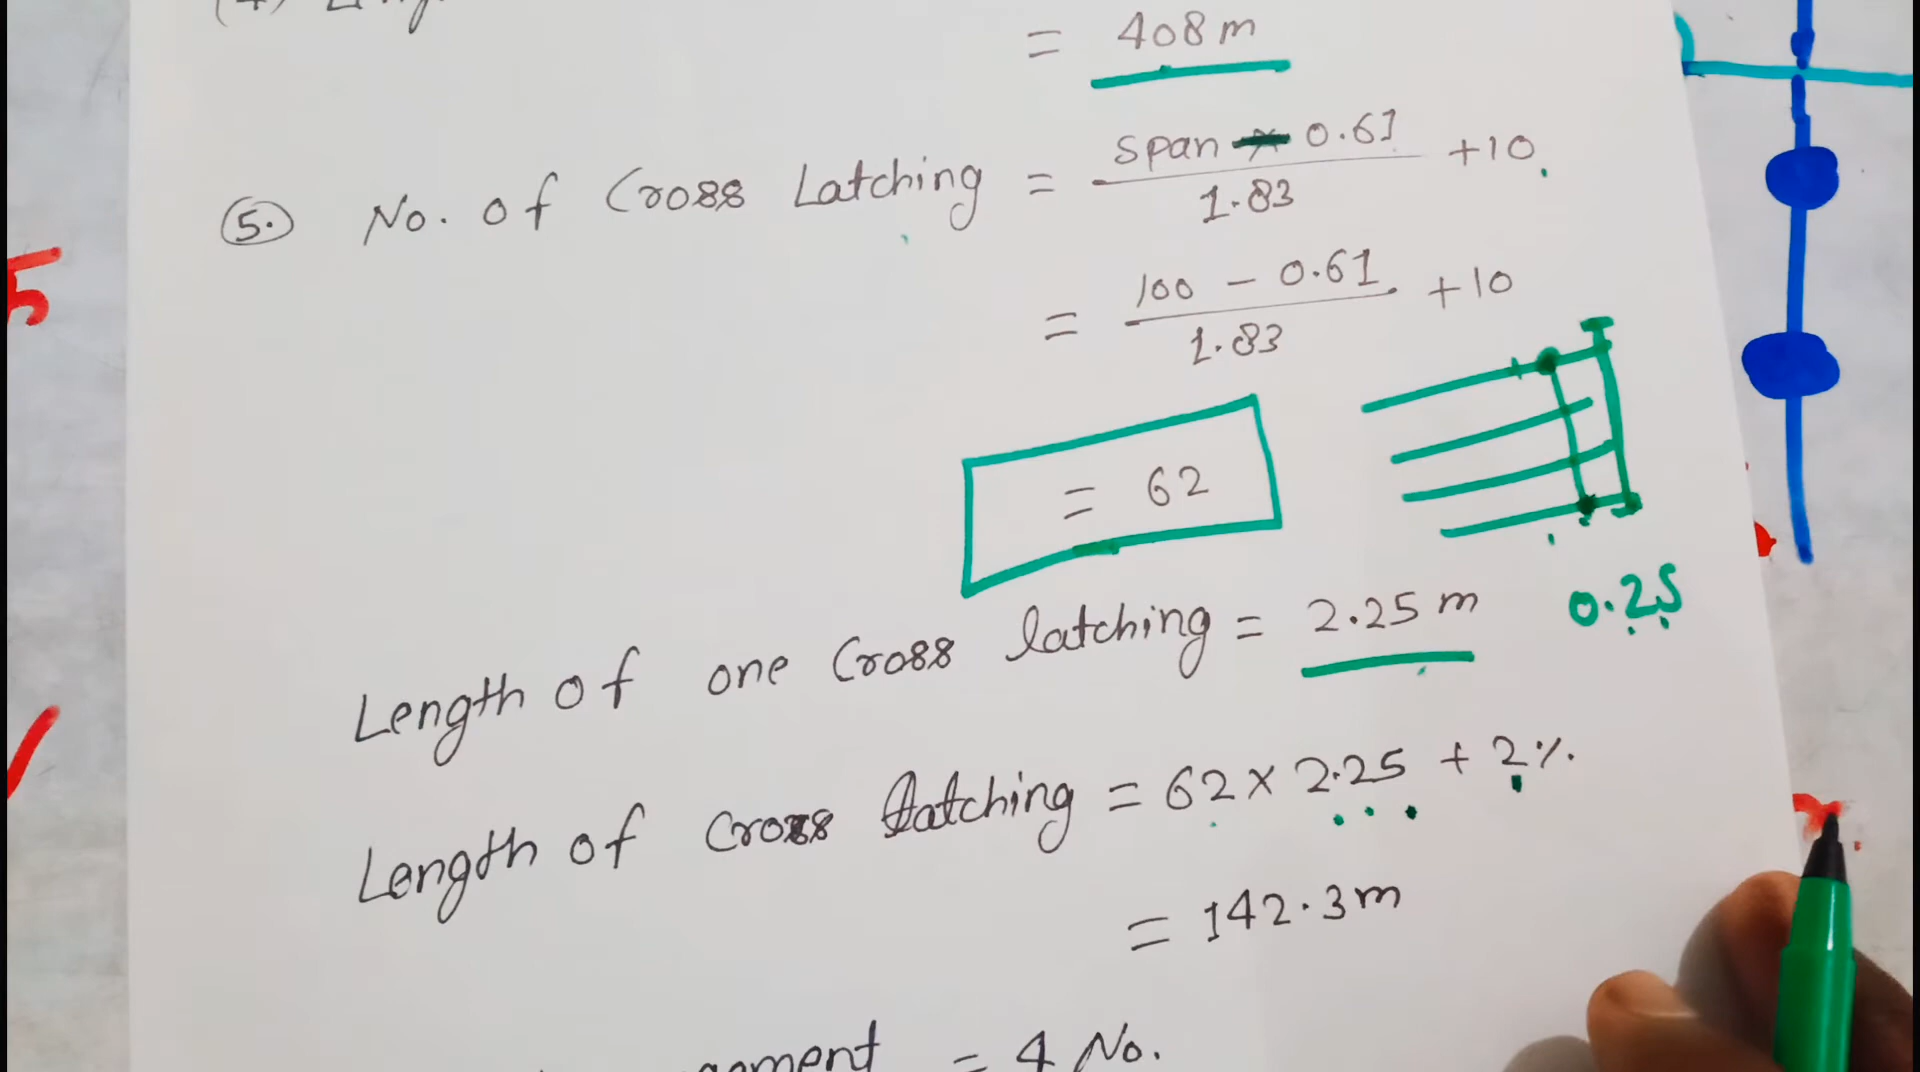 (4)
= 408 m
5. No. of Cross Latching = span - 0.61 / 1.83 + 10
= 100 - 0.61 / 1.83 + 10
= 62
Length of one Cross latching = 2.25 m
0.25
Length of Cross Latching = 62 x 2.25 + 2%.
= 142.3 m
= 4 No.
5